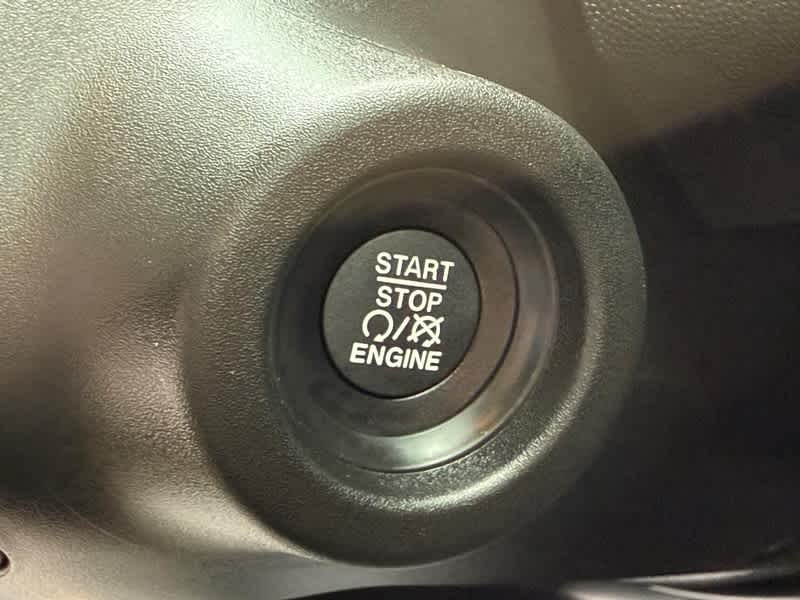 START
STOP
/
ENGINE